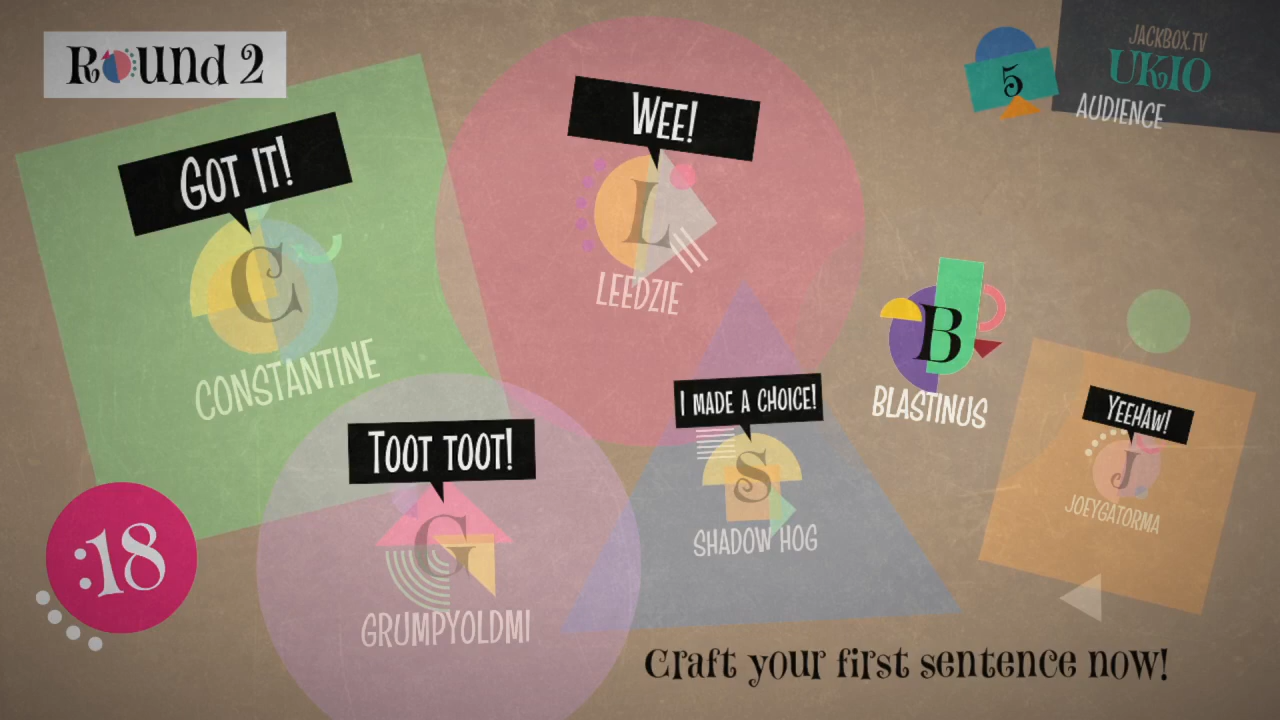 Round 2
JACKBOX.TV
UKIO
5
AUDIENCE
GOT IT!
C
CONSTANTINE
WEE!
L
LEEDZIE
B
BLASTINUS
TOOT TOOT!
G
GRUMPYOLDMI
I MADE A CHOICE!
S
SHADOW HOG
YEEHAW!
J
JOEYGATORMA
:18
Craft your first sentence now!